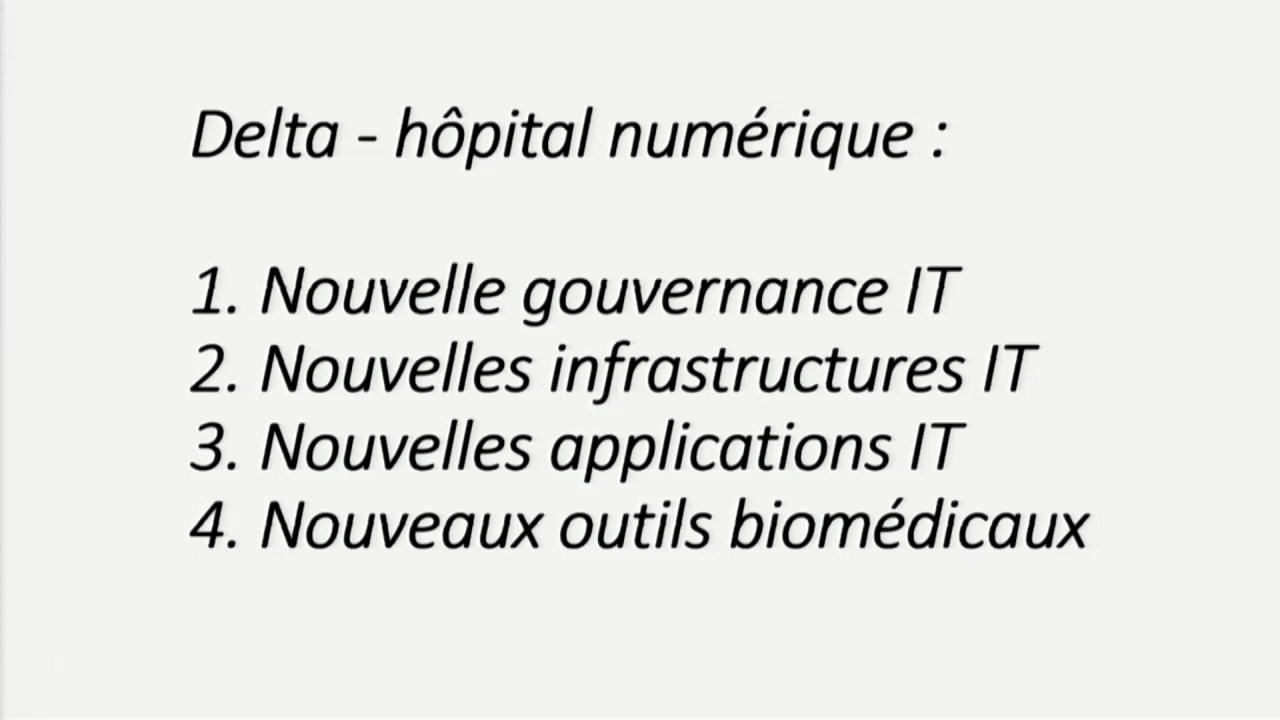 Delta - hôpital numérique :
1. Nouvelle gouvernance IT
2. Nouvelles infrastructures IT
3. Nouvelles applications IT
4. Nouveaux outils biomédicaux